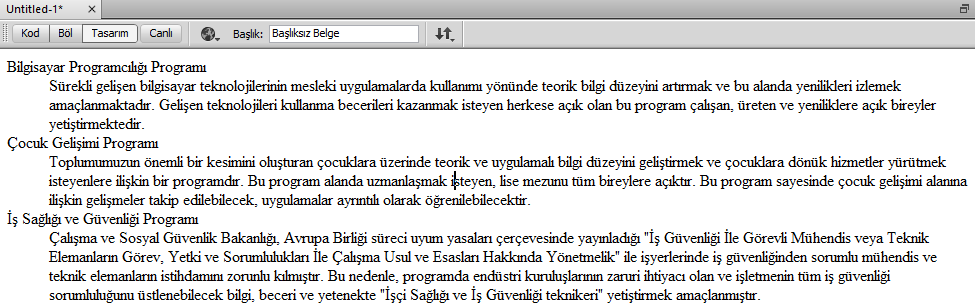 Untitled-1*
Kod Böl Tasarım Canlı Başlık: Başlıksız Belge
Bilgisayar Programcılığı Programı
Sürekli gelişen bilgisayar teknolojilerinin mesleki uygulamalarda kullanımı yönünde teorik bilgi düzeyini artırmak ve bu alanda yenilikleri izlemek
amaçlanmaktadır. Gelişen teknolojileri kullanma becerileri kazanmak isteyen herkese açık olan bu program çalışan, üreten ve yeniliklere açık bireyler
yetiştirmektedir.
Çocuk Gelişimi Programı
Toplumumuzun önemli bir kesimini oluşturan çocuklara üzerinde teorik ve uygulamalı bilgi düzeyini geliştirmek ve çocuklara dönük hizmetler yürütmek
isteyenlere ilişkin bir programdır. Bu program alanda uzmanlaşmak isteyen, lise mezunu tüm bireylere açıktır. Bu program sayesinde çocuk gelişimi alanına
ilişkin gelişmeler takip edilebilecek, uygulamalar ayrıntılı olarak öğrenilebilecektir.
İş Sağlığı ve Güvenliği Programı
Çalışma ve Sosyal Güvenlik Bakanlığı, Avrupa Birliği süreci uyum yasaları çerçevesinde yayınladığı "İş Güvenliği İle Görevli Mühendis veya Teknik
Elemanların Görev, Yetki ve Sorumlulukları İle Çalışma Usul ve Esasları Hakkında Yönetmelik" ile işyerlerinde iş güvenliğinden sorumlu mühendis ve
teknik elemanların istihdamını zorunlu kılmıştır. Bu nedenle, programda endüstri kuruluşlarının zaruri ihtiyacı olan ve işletmenin tüm iş güvenliği
sorumluluğunu üstlenebilecek bilgi, beceri ve yetenekte "İşçi Sağlığı ve İş Güvenliği teknikeri" yetiştirmek amaçlanmıştır.